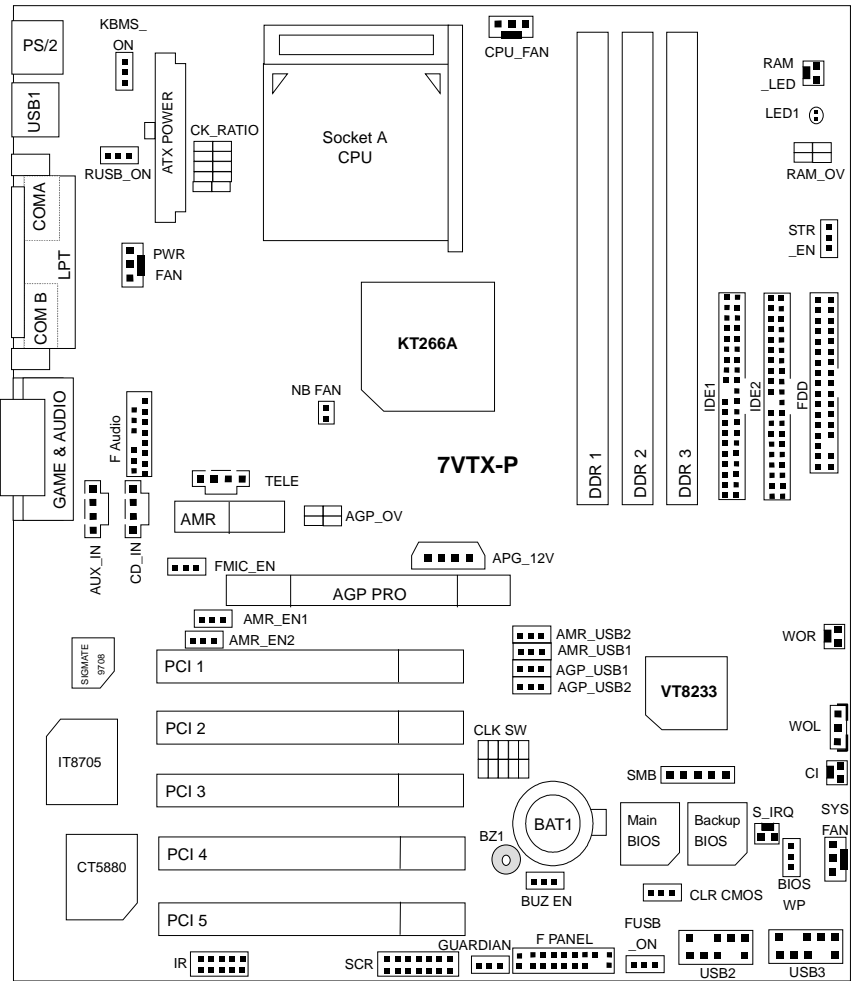 KBMS_
ON
PS/2
CPU_FAN
RAM
_LED
USB1
ATX POWER
CK_RATIO
Socket A
CPU
LED1
RUSB_ON
RAM_OV
COMA
LPT
PWR
FAN
STR
_EN
COM B
KT266A
NB FAN
IDE1
IDE2
FDD
GAME & AUDIO
F Audio
7VTX-P
DDR 1
DDR 2
DDR 3
TELE
AMR
AGP_OV
AUX_IN
CD_IN
FMIC_EN
APG_12V
AGP PRO
AMR_EN1
AMR_EN2
AMR_USB2
AMR_USB1
AGP_USB1
AGP_USB2
WOR
SIGMATE
9708
PCI 1
VT8233
PCI 2
CLK SW
WOL
IT8705
SMB
CI
PCI 3
BAT1
Main
BIOS
Backup
BIOS
S_IRQ
SYS
FAN
BZ1
PCI 4
CT5880
BUZ EN
CLR CMOS
BIOS
WP
PCI 5
GUARDIAN
F PANEL
FUSB
_ON
IR
SCR
USB2
USB3